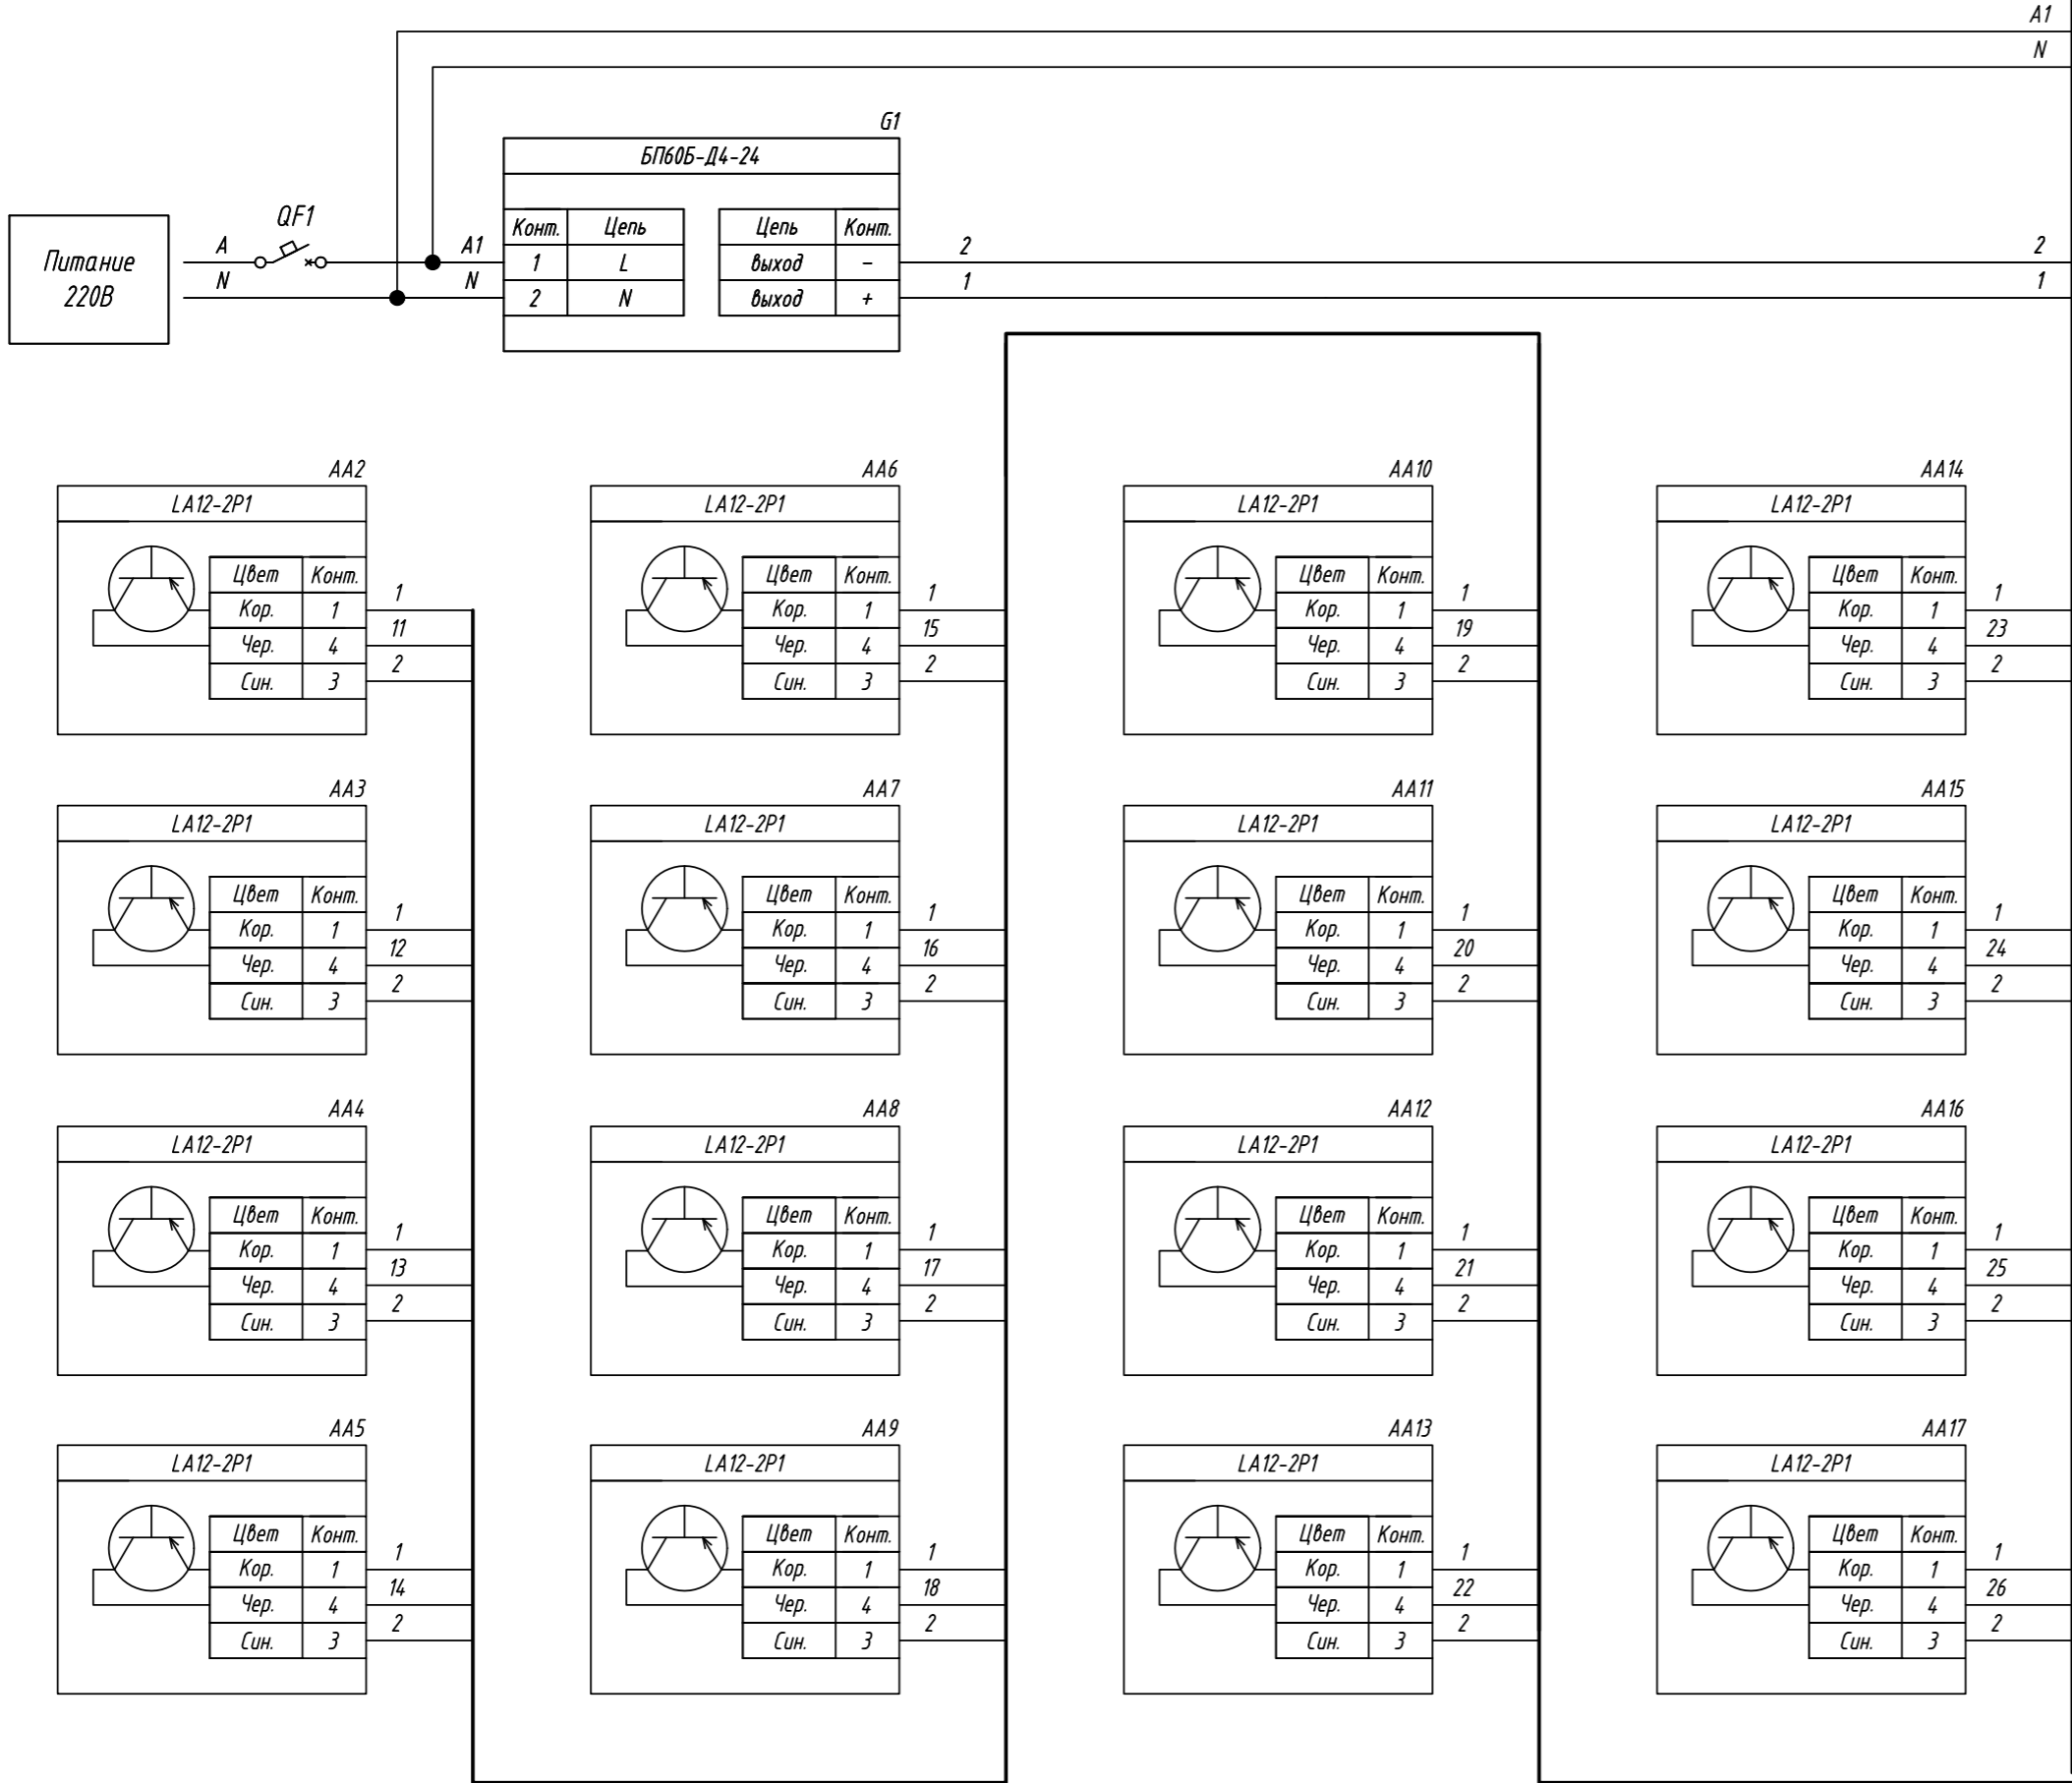 A1
N
G1
БП60Б-Д4-24
Питание
220В
A
QF1
A1
N
N
Конт. Цепь Цепь Конт.
1 L выход –
2 N выход +
2
1
2
1
AA2 AA6 AA10 AA14
LA12-2P1 LA12-2P1 LA12-2P1 LA12-2P1
Цвет Конт. Цвет Конт. Цвет Конт. Цвет Конт.
1 1 1 1
Кор. 1 Кор. 1 Кор. 1 Кор. 1
11 15 19 23
Чер. 4 Чер. 4 Чер. 4 Чер. 4
2 2 2 2
Син. 3 Син. 3 Син. 3 Син. 3
AA3 AA7 AA11 AA15
LA12-2P1 LA12-2P1 LA12-2P1 LA12-2P1
Цвет Конт. Цвет Конт. Цвет Конт. Цвет Конт.
1 1 1 1
Кор. 1 Кор. 1 Кор. 1 Кор. 1
12 16 20 24
Чер. 4 Чер. 4 Чер. 4 Чер. 4
2 2 2 2
Син. 3 Син. 3 Син. 3 Син. 3
AA4 AA8 AA12 AA16
LA12-2P1 LA12-2P1 LA12-2P1 LA12-2P1
Цвет Конт. Цвет Конт. Цвет Конт. Цвет Конт.
1 1 1 1
Кор. 1 Кор. 1 Кор. 1 Кор. 1
13 17 21 25
Чер. 4 Чер. 4 Чер. 4 Чер. 4
2 2 2 2
Син. 3 Син. 3 Син. 3 Син. 3
AA5 AA9 AA13 AA17
LA12-2P1 LA12-2P1 LA12-2P1 LA12-2P1
Цвет Конт. Цвет Конт. Цвет Конт. Цвет Конт.
1 1 1 1
Кор. 1 Кор. 1 Кор. 1 Кор. 1
14 18 22 26
Чер. 4 Чер. 4 Чер. 4 Чер. 4
2 2 2 2
Син. 3 Син. 3 Син. 3 Син. 3